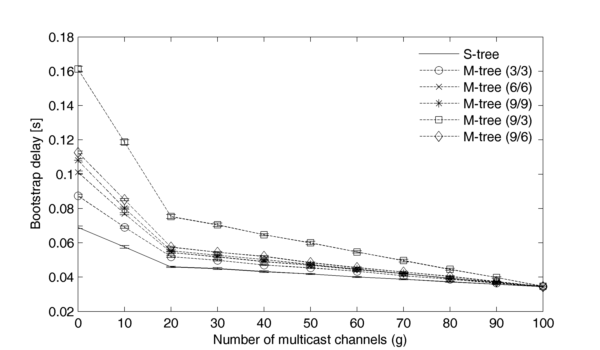 0.18
0.16
0.14
0.12
0.1
0.08
0.06
0.04
0.02
Bootstrap delay [s]
S-tree
M-tree (3/3)
M-tree (6/6)
M-tree (9/9)
M-tree (9/3)
M-tree (9/6)
0 10 20 30 40 50 60 70 80 90 100
Number of multicast channels (g)